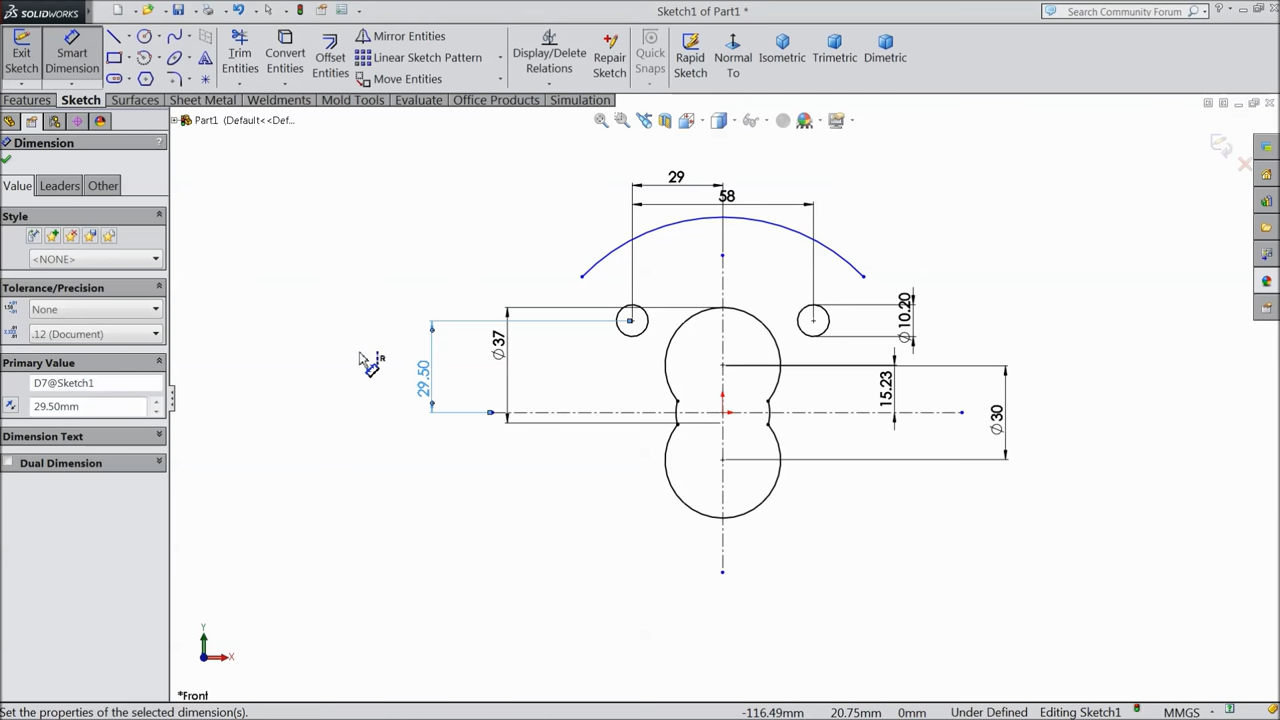 SOLIDWORKS
Sketch1 of Part1 *
Search Community Forum
Exit Sketch
Smart Dimension
Trim Entities
Convert Entities
Offset Entities
Mirror Entities
Linear Sketch Pattern
Move Entities
Display/Delete Relations
Repair Sketch
Quick Snaps
Rapid Sketch
Normal To
Isometric
Trimetric
Dimetric
Features
Sketch
Surfaces
Sheet Metal
Weldments
Mold Tools
Evaluate
Office Products
Simulation
Part1 (Default<<Def...
Dimension
?
Value
Leaders
Other
Style
<NONE>
Tolerance/Precision
None
.12 (Document)
Primary Value
D7@Sketch1
29.50mm
Dimension Text
Dual Dimension
29
58
∅10.20
∅37
29.50
15.23
∅30
R
Y
X
*Front
Set the properties of the selected dimension(s).
-116.49mm
20.75mm
0mm
Under Defined
Editing Sketch1
MMGS